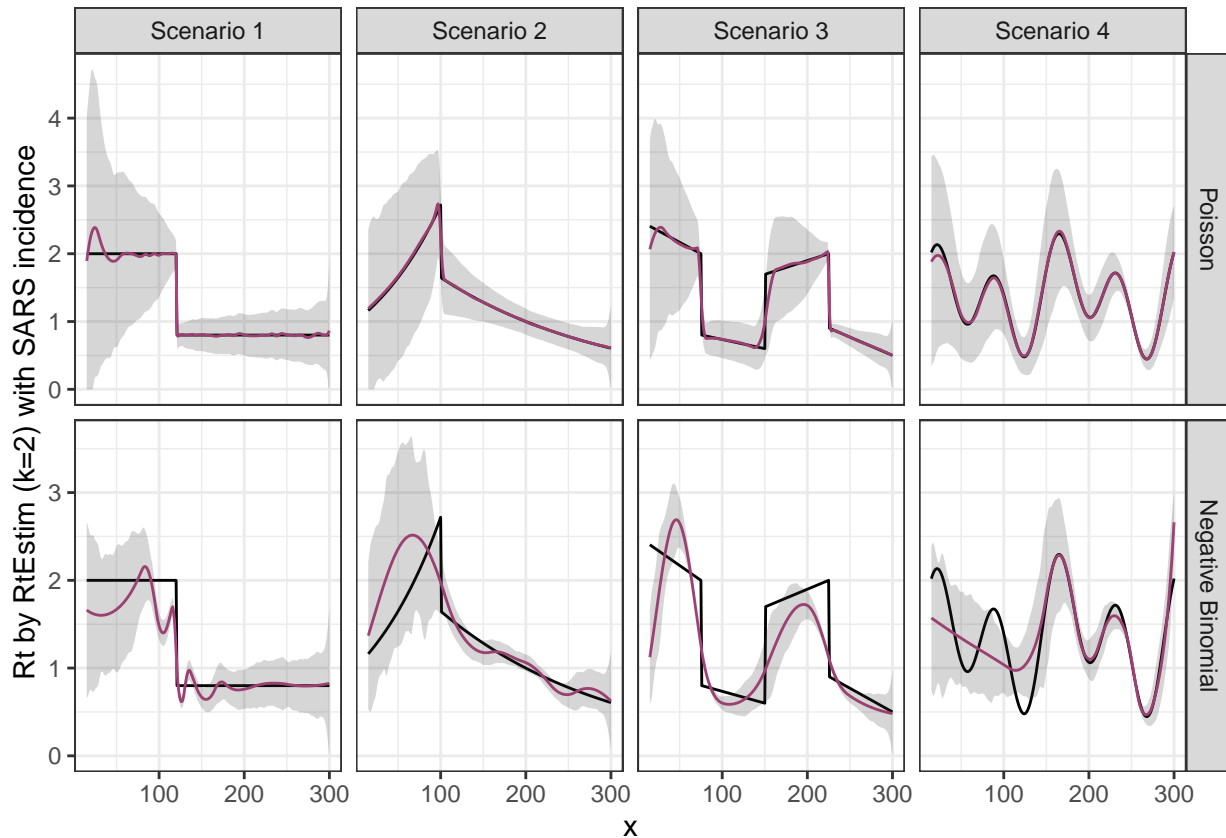 Scenario 1
Scenario 2
Scenario 3
Scenario 4
Rt by RtEstim (k=2) with SARS incidence
4
3
2
1
0
Poisson
3
2
1
0
Negative Binomial
100 200 300
100 200 300
100 200 300
100 200 300
x